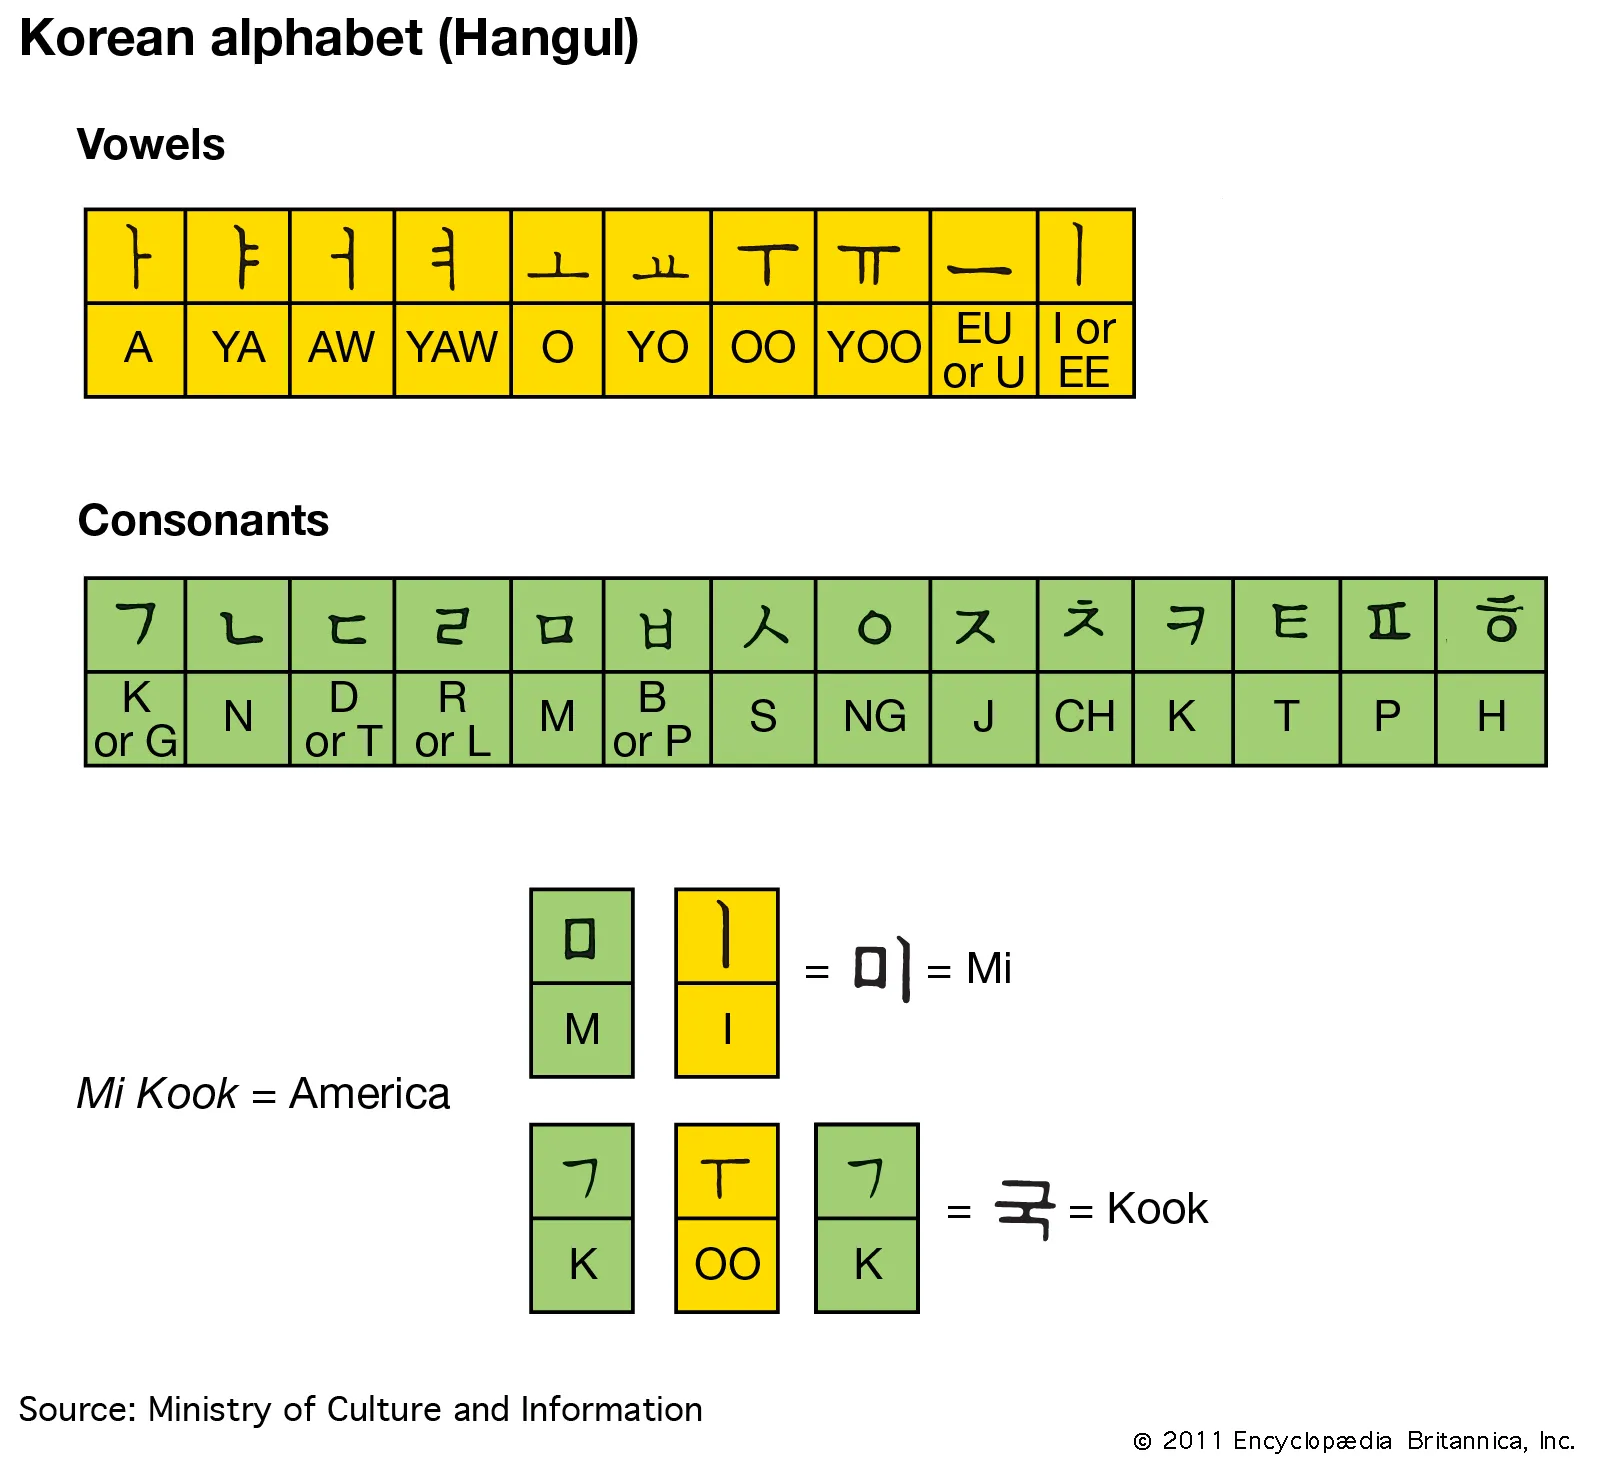 Korean alphabet (Hangul)
Vowels
ㅏ ㅑ ㅓ ㅕ ㅗ ㅛ ㅜ ㅠ ㅡ ㅣ
A YA AW YAW O YO OO YOO EU or U I or EE
Consonants
ㄱ ㄴ ㄷ ㄹ ㅁ ㅂ ㅅ ㅇ ㅈ ㅊ ㅋ ㅌ ㅍ ㅎ
K or G N D or T R or L M B or P S NG J CH K T P H
ㅁ ㅣ = 미 = Mi
M I
Mi Kook = America
ㄱ ㅜ ㄱ = 국 = Kook
K OO K
Source: Ministry of Culture and Information
© 2011 Encyclopædia Britannica, Inc.